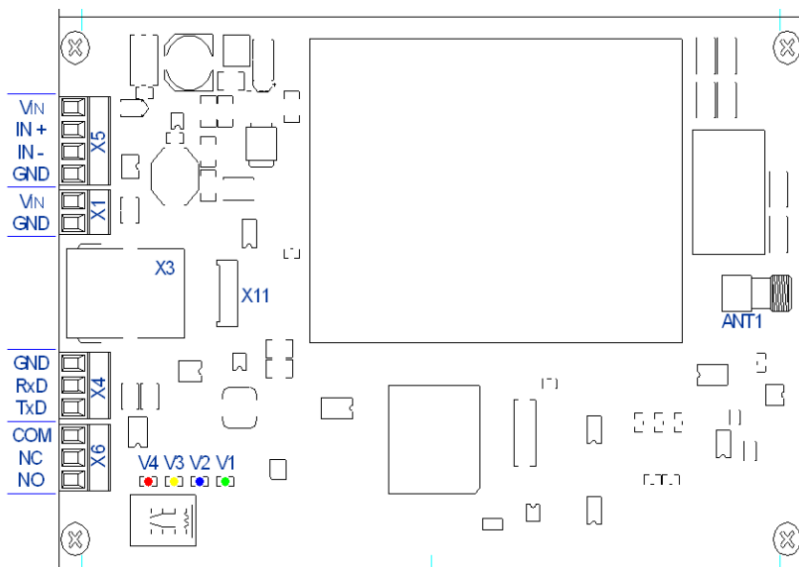 VIN
IN +
IN -
GND
X5
VIN
GND
X1
X3
X11
ANT1
GND
RxD
TxD
X4
COM
NC
NO
X6
V4 V3 V2 V1